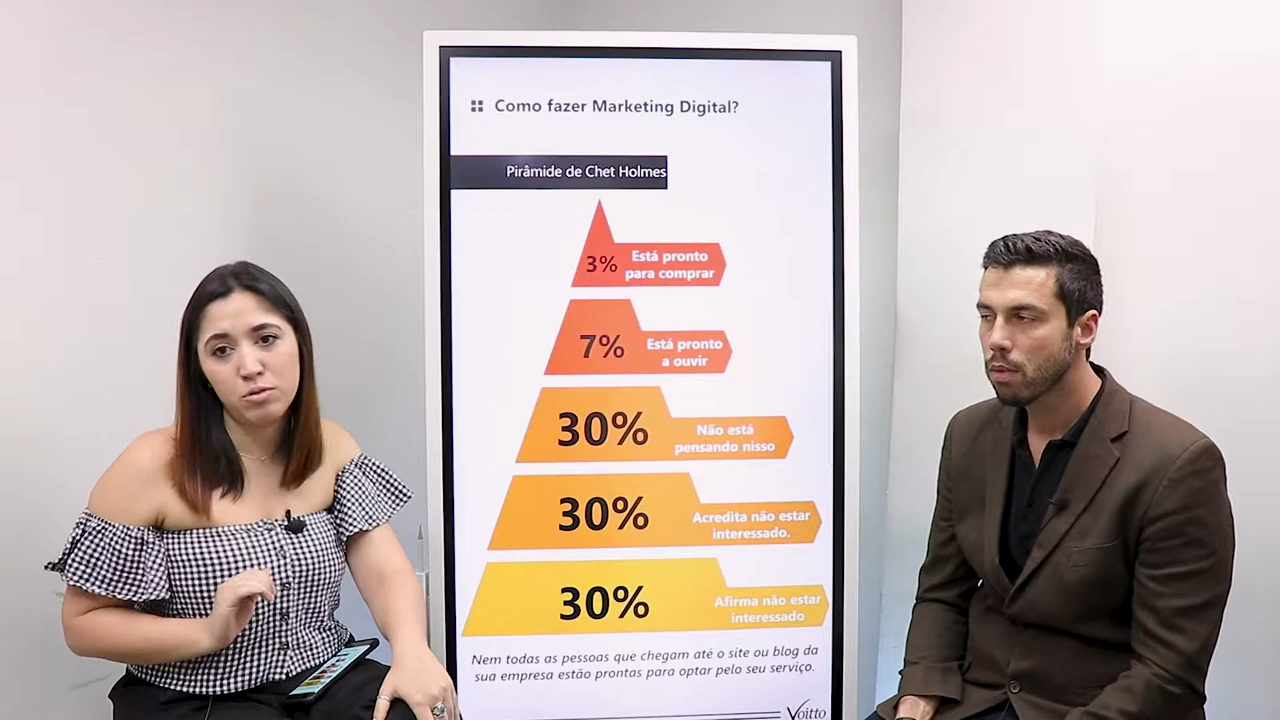 Como fazer Marketing Digital?
Pirâmide de Chet Holmes
3%
Está pronto
para comprar
7%
Está pronto
a ouvir
30%
Não está
pensando nisso
30%
Acredita não estar
interessado.
30%
Afirma não estar
interessado
Nem todas as pessoas que chegam até o site ou blog da
sua empresa estão prontas para optar pelo seu serviço.
Voitto